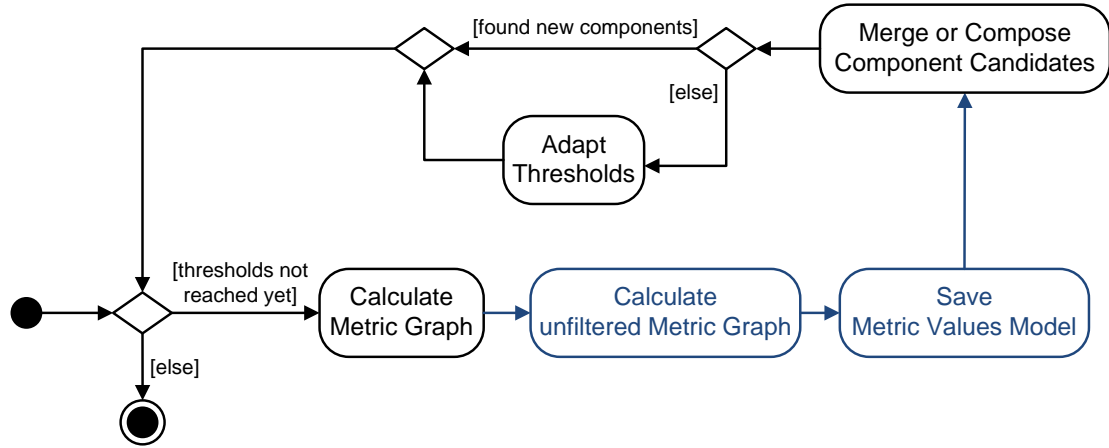 [found new components]
Merge or Compose
Component Candidates
[else]
Adapt
Thresholds
[thresholds not
reached yet]
Calculate
Metric Graph
Calculate
unfiltered Metric Graph
Save
Metric Values Model
[else]